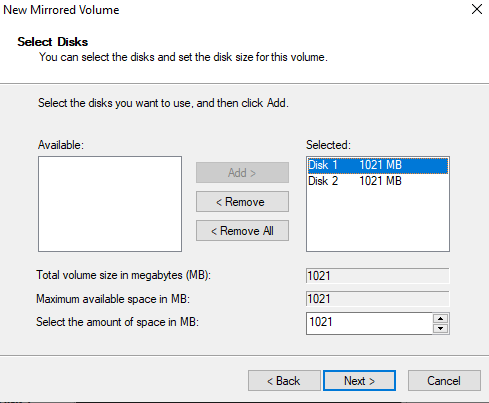 New Mirrored Volume
Select Disks
You can select the disks and set the disk size for this volume.
Select the disks you want to use, and then click Add.
Available:
Selected:
Add >
< Remove
< Remove All
Disk 1 1021 MB
Disk 2 1021 MB
Total volume size in megabytes (MB): 1021
Maximum available space in MB: 1021
Select the amount of space in MB: 1021
< Back Next > Cancel